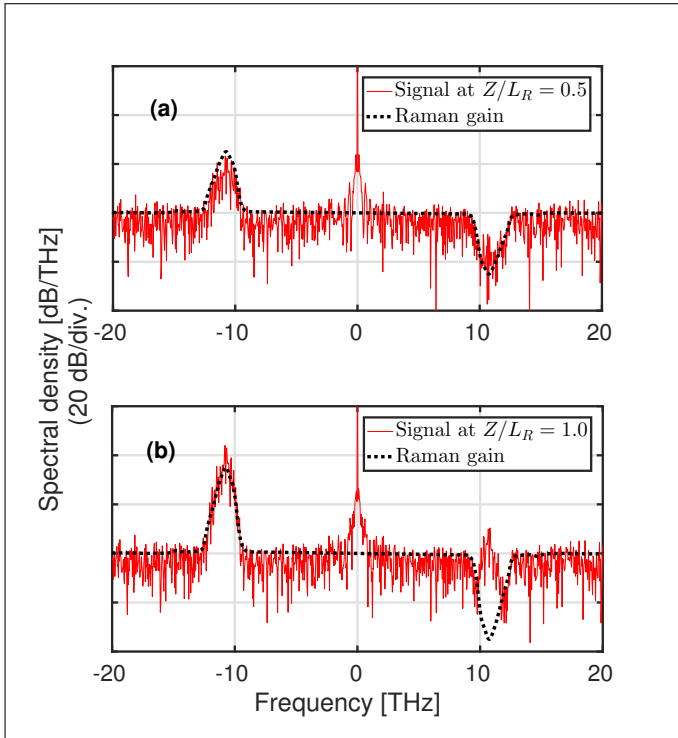 (a)
Signal at Z/L_R = 0.5
Raman gain
-20 -10 0 10 20
Spectral density [dB/THz]
(20 dB/div.)
(b)
Signal at Z/L_R = 1.0
Raman gain
-20 -10 0 10 20
Frequency [THz]